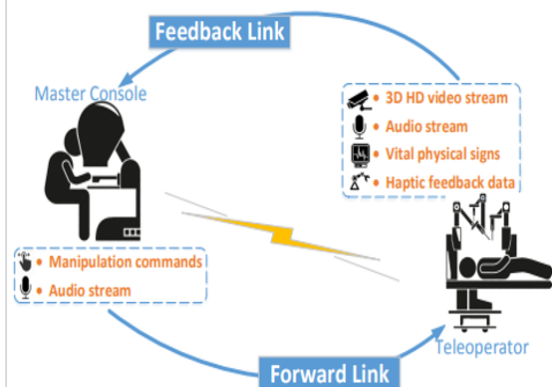 Feedback Link
Master Console
• 3D HD video stream
• Audio stream
• Vital physical signs
• Haptic feedback data
• Manipulation commands
• Audio stream
Teleoperator
Forward Link